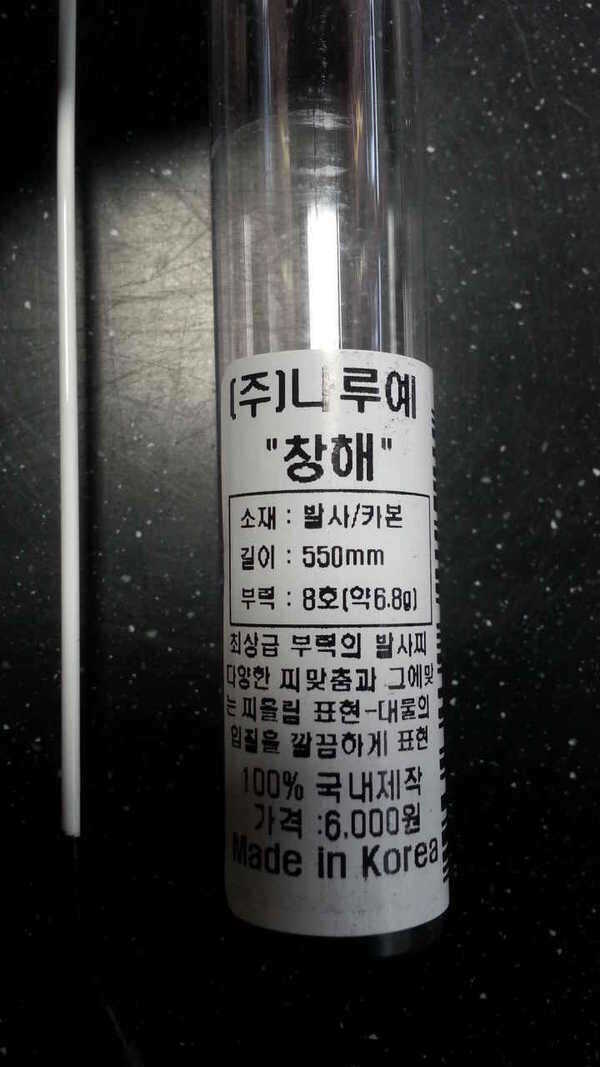 (주)나루예
"창해"
소재 : 발사/카본
길이 : 550mm
부력 : 8호(약6.8g)
최상급 부력의 발사찌
다양한 찌맞춤과 그에맞
는 찌올림 표현-대물의
입질을 깔끔하게 표현
100% 국내제작
가격 :6,000원
Made in Korea